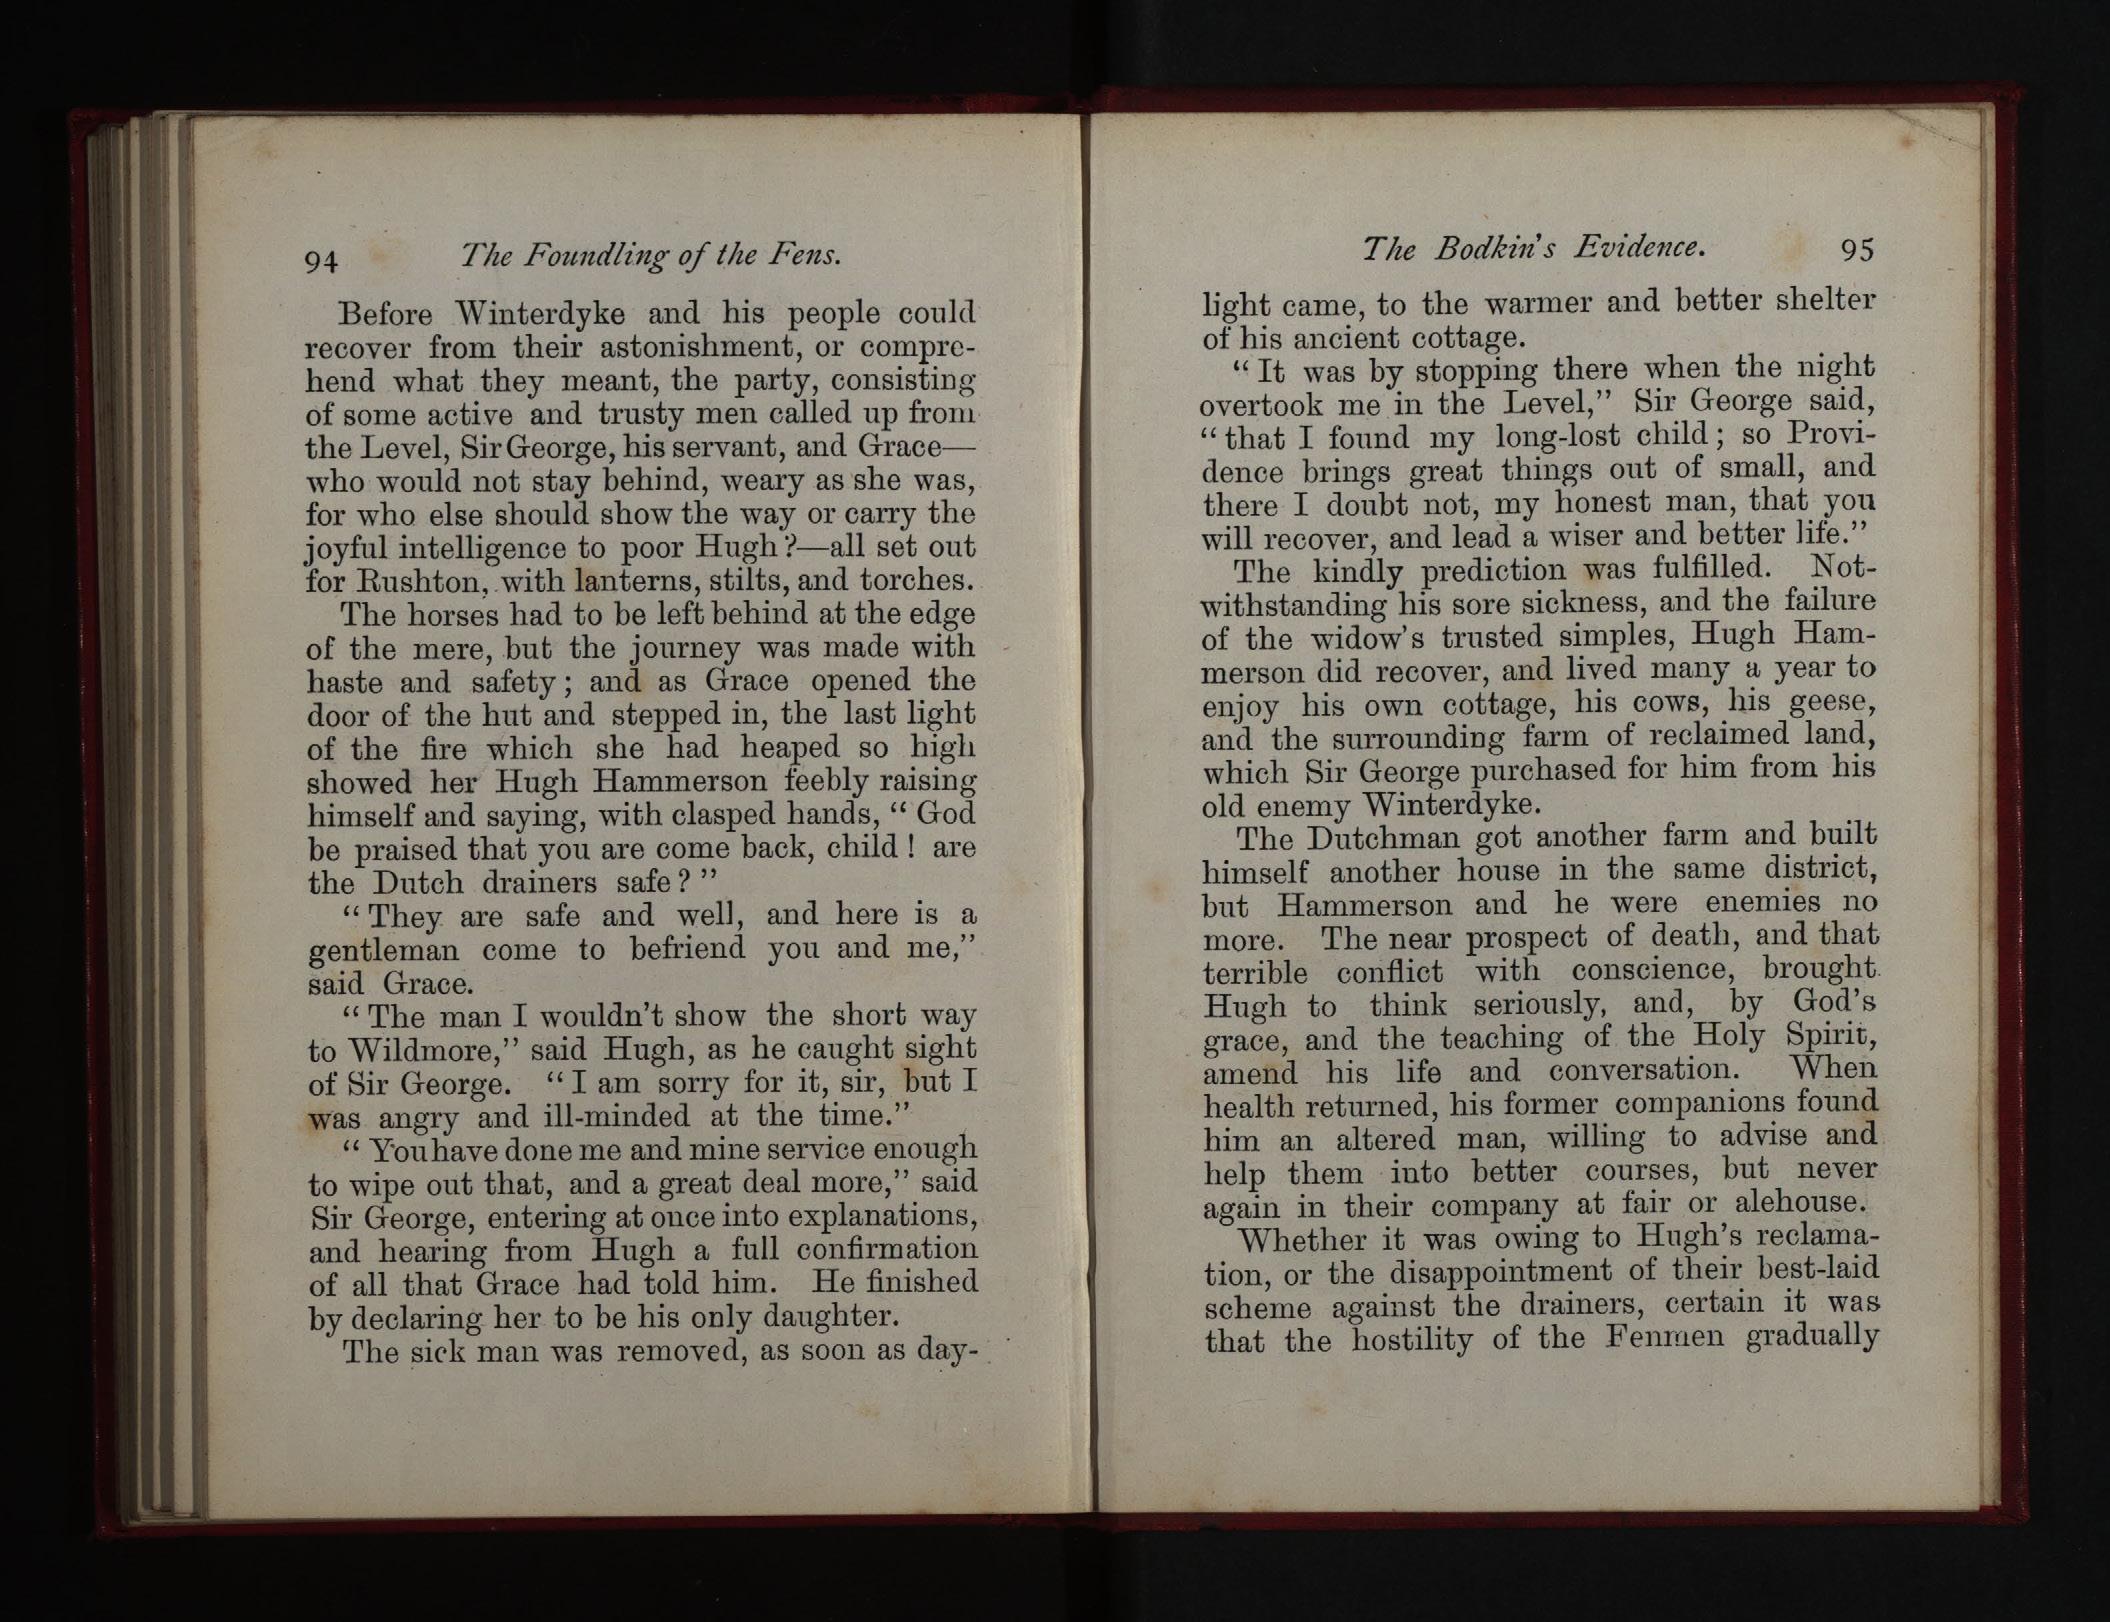 94 The Foundling of the Fens.
Before Winterdyke and his people could
recover from their astonishment, or compre-
hend what they meant, the party, consisting
of some active and trusty men called up from
the Level, Sir George, his servant, and Grace—
who would not stay behind, weary as she was,
for who else should show the way or carry the
joyful intelligence to poor Hugh?—all set out
for Rushton, with lanterns, stilts, and torches.
The horses had to be left behind at the edge
of the mere, but the journey was made with
haste and safety; and as Grace opened the
door of the hut and stepped in, the last light
of the fire which she had heaped so high
showed her Hugh Hammerson feebly raising
himself and saying, with clasped hands, “God
be praised that you are come back, child! are
the Dutch drainers safe?”
“They are safe and well, and here is a
gentleman come to befriend you and me,”
said Grace.
“The man I wouldn’t show the short way
to Wildmore,” said Hugh, as he caught sight
of Sir George. “I am sorry for it, sir, but I
was angry and ill-minded at the time.”
“You have done me and mine service enough
to wipe out that, and a great deal more,” said
Sir George, entering at once into explanations,
and hearing from Hugh a full confirmation
of all that Grace had told him. He finished
by declaring her to be his only daughter.
The sick man was removed, as soon as day-
The Bodkin’s Evidence. 95
light came, to the warmer and better shelter
of his ancient cottage.
“It was by stopping there when the night
overtook me in the Level,” Sir George said,
“that I found my long-lost child; so Provi-
dence brings great things out of small, and
there I doubt not, my honest man, that you
will recover, and lead a wiser and better life.”
The kindly prediction was fulfilled. Not-
withstanding his sore sickness, and the failure
of the widow’s trusted simples, Hugh Ham-
merson did recover, and lived many a year to
enjoy his own cottage, his cows, his geese,
and the surrounding farm of reclaimed land,
which Sir George purchased for him from his
old enemy Winterdyke.
The Dutchman got another farm and built
himself another house in the same district,
but Hammerson and he were enemies no
more. The near prospect of death, and that
terrible conflict with conscience, brought
Hugh to think seriously, and, by God’s
grace, and the teaching of the Holy Spirit,
amend his life and conversation. When
health returned, his former companions found
him an altered man, willing to advise and
help them into better courses, but never
again in their company at fair or alehouse.
Whether it was owing to Hugh’s reclama-
tion, or the disappointment of their best-laid
scheme against the drainers, certain it was
that the hostility of the Fenmen gradually